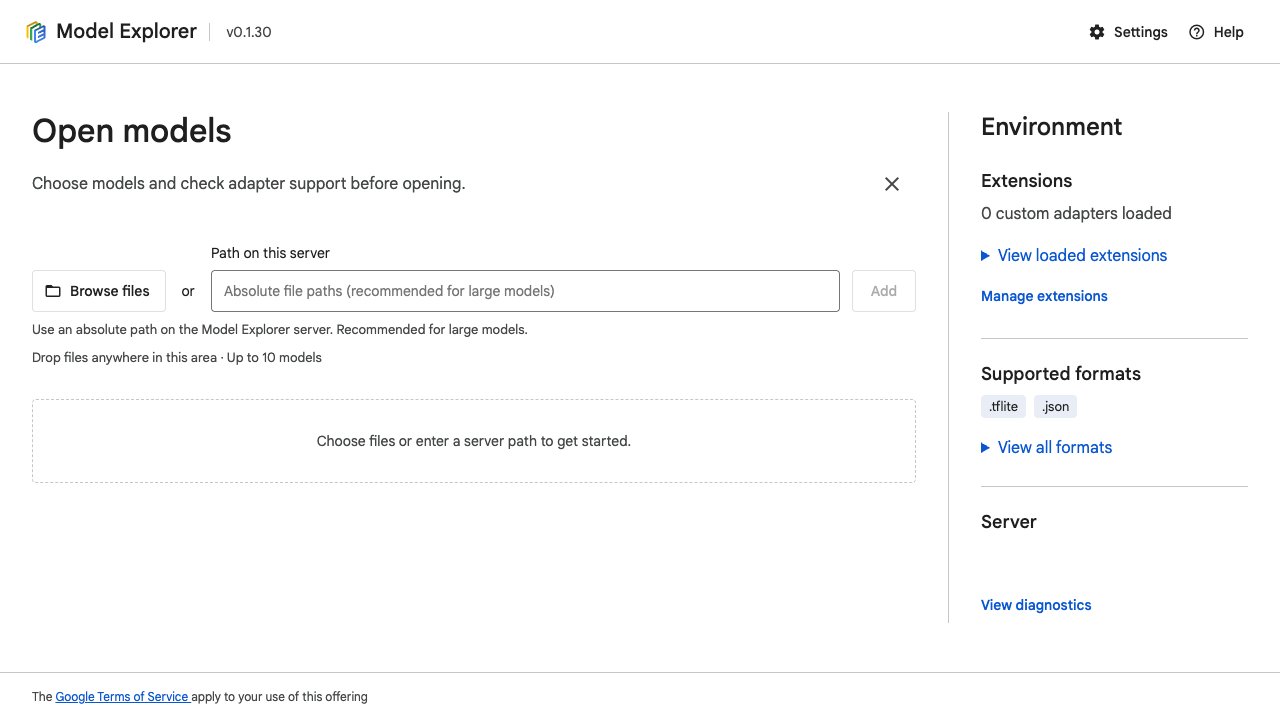 Model Explorer
v0.1.30
Settings
Help
Open models
Choose models and check adapter support before opening.
Path on this server
Browse files
or
Absolute file paths (recommended for large models)
Add
Use an absolute path on the Model Explorer server. Recommended for large models.
Drop files anywhere in this area · Up to 10 models
Choose files or enter a server path to get started.
Environment
Extensions
0 custom adapters loaded
View loaded extensions
Manage extensions
Supported formats
.tflite
.json
View all formats
Server
View diagnostics
The Google Terms of Service apply to your use of this offering